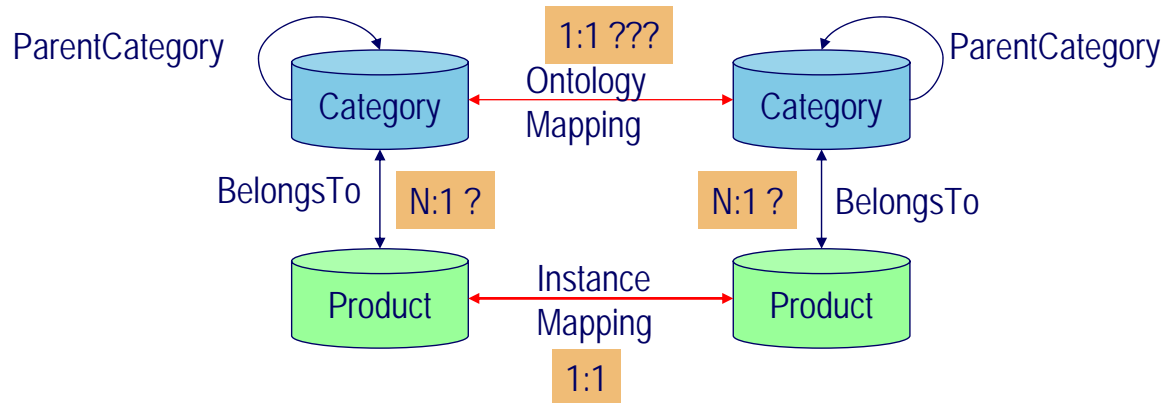 1:1 ???
ParentCategory
ParentCategory
Ontology
Mapping
Category
Category
BelongsTo
N:1 ?
N:1 ?
BelongsTo
Instance
Mapping
Product
Product
1:1